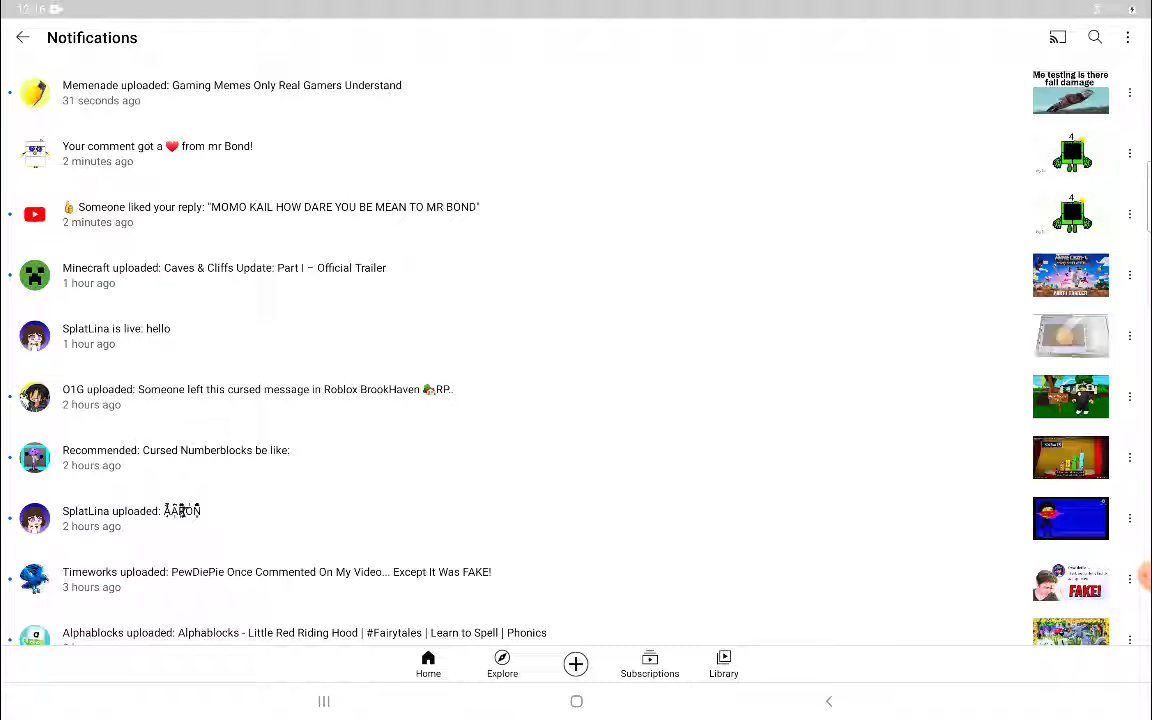 12:16
Notifications
Memenade uploaded: Gaming Memes Only Real Gamers Understand
31 seconds ago
Me testing is there
fall damage
Your comment got a ❤️ from mr Bond!
2 minutes ago
4
👍 Someone liked your reply: "MOMO KAIL HOW DARE YOU BE MEAN TO MR BOND"
2 minutes ago
4
Minecraft uploaded: Caves & Cliffs Update: Part I – Official Trailer
1 hour ago
SplatLina is live: hello
1 hour ago
O1G uploaded: Someone left this cursed message in Roblox BrookHaven 🏡RP..
2 hours ago
Recommended: Cursed Numberblocks be like:
2 hours ago
SplatLina uploaded: AARON
2 hours ago
Timeworks uploaded: PewDiePie Once Commented On My Video... Except It Was FAKE!
3 hours ago
FAKE!
Alphablocks uploaded: Alphablocks - Little Red Riding Hood | #Fairytales | Learn to Spell | Phonics
Home
Explore
Subscriptions
Library